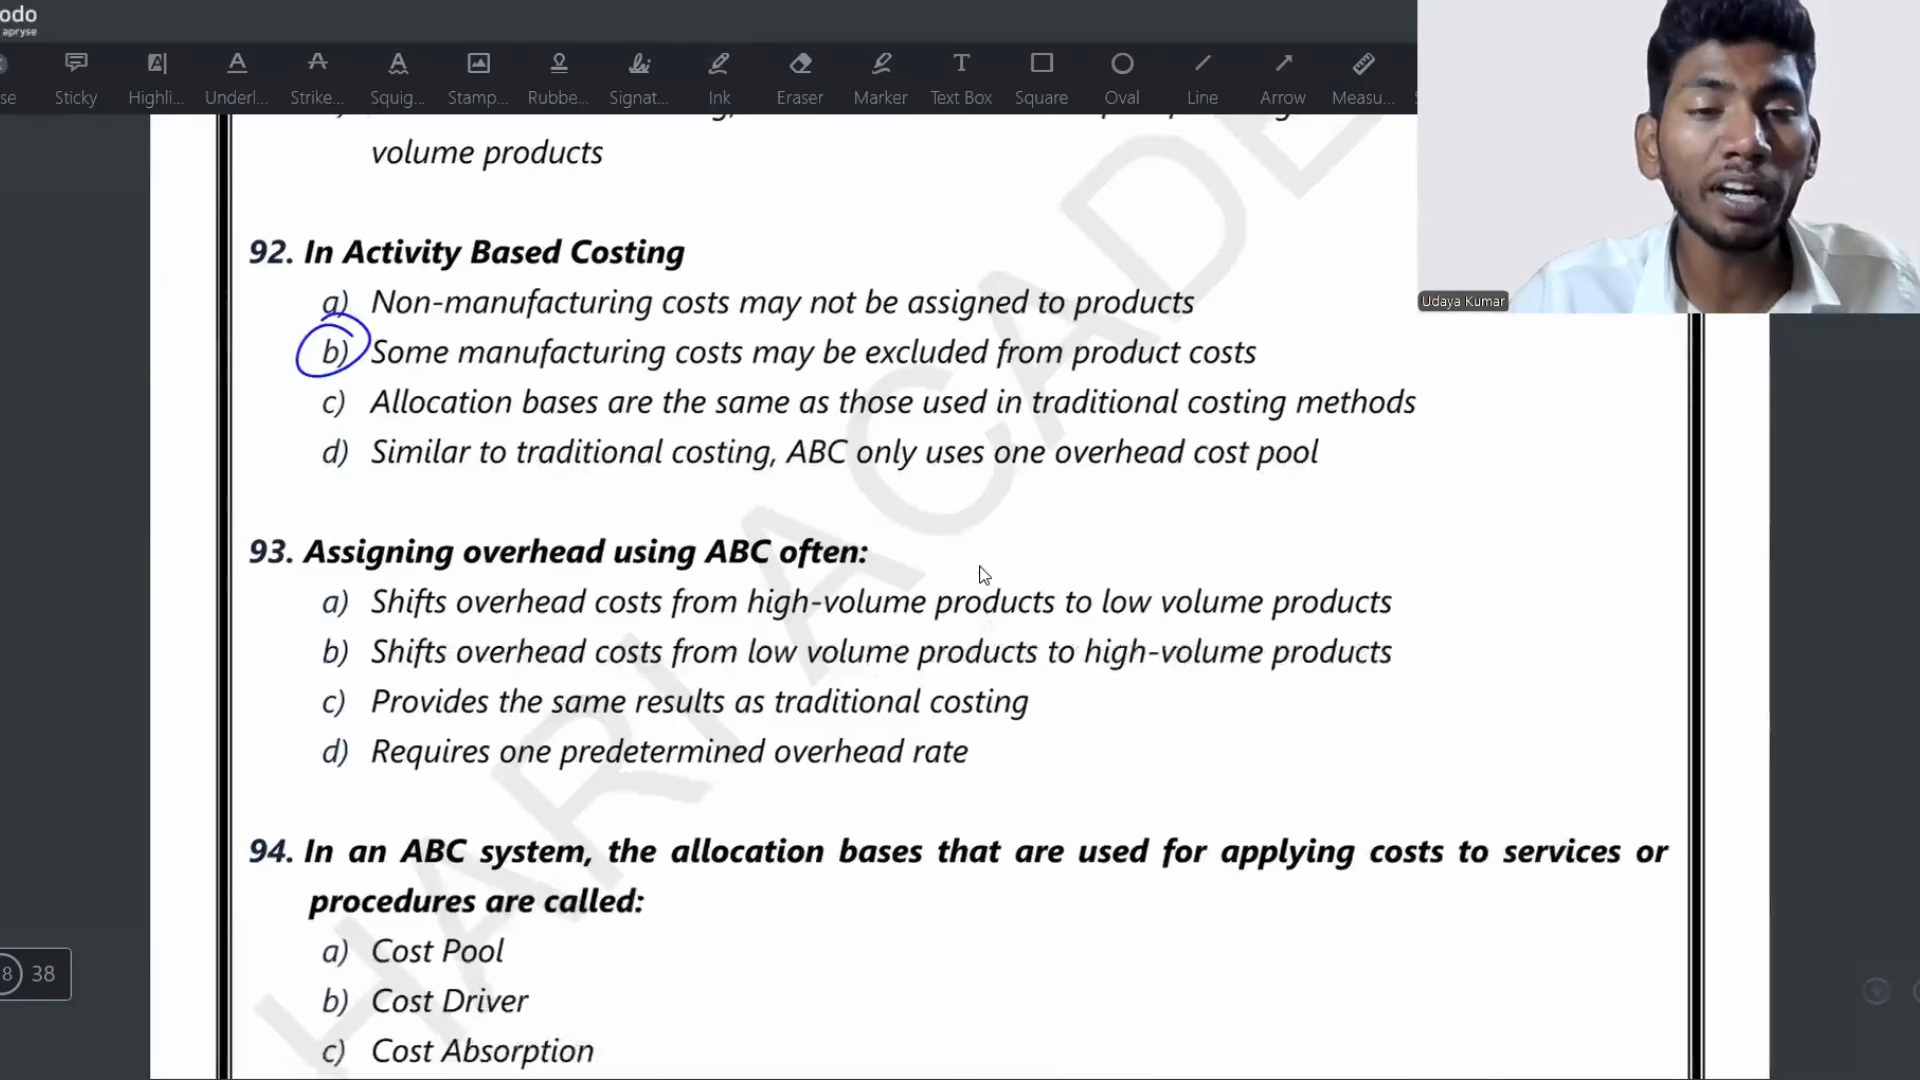 odo
apryse
se
Sticky
Highli...
Underl...
Strike...
Squig...
Stamp...
Rubbe...
Signat...
Ink
Eraser
Marker
Text Box
Square
Oval
Line
Arrow
Measu...
Udaya Kumar
volume products
92. In Activity Based Costing
a) Non-manufacturing costs may not be assigned to products
b) Some manufacturing costs may be excluded from product costs
c) Allocation bases are the same as those used in traditional costing methods
d) Similar to traditional costing, ABC only uses one overhead cost pool
93. Assigning overhead using ABC often:
a) Shifts overhead costs from high-volume products to low volume products
b) Shifts overhead costs from low volume products to high-volume products
c) Provides the same results as traditional costing
d) Requires one predetermined overhead rate
94. In an ABC system, the allocation bases that are used for applying costs to services or
procedures are called:
a) Cost Pool
b) Cost Driver
c) Cost Absorption
8 38
HARI ACADE